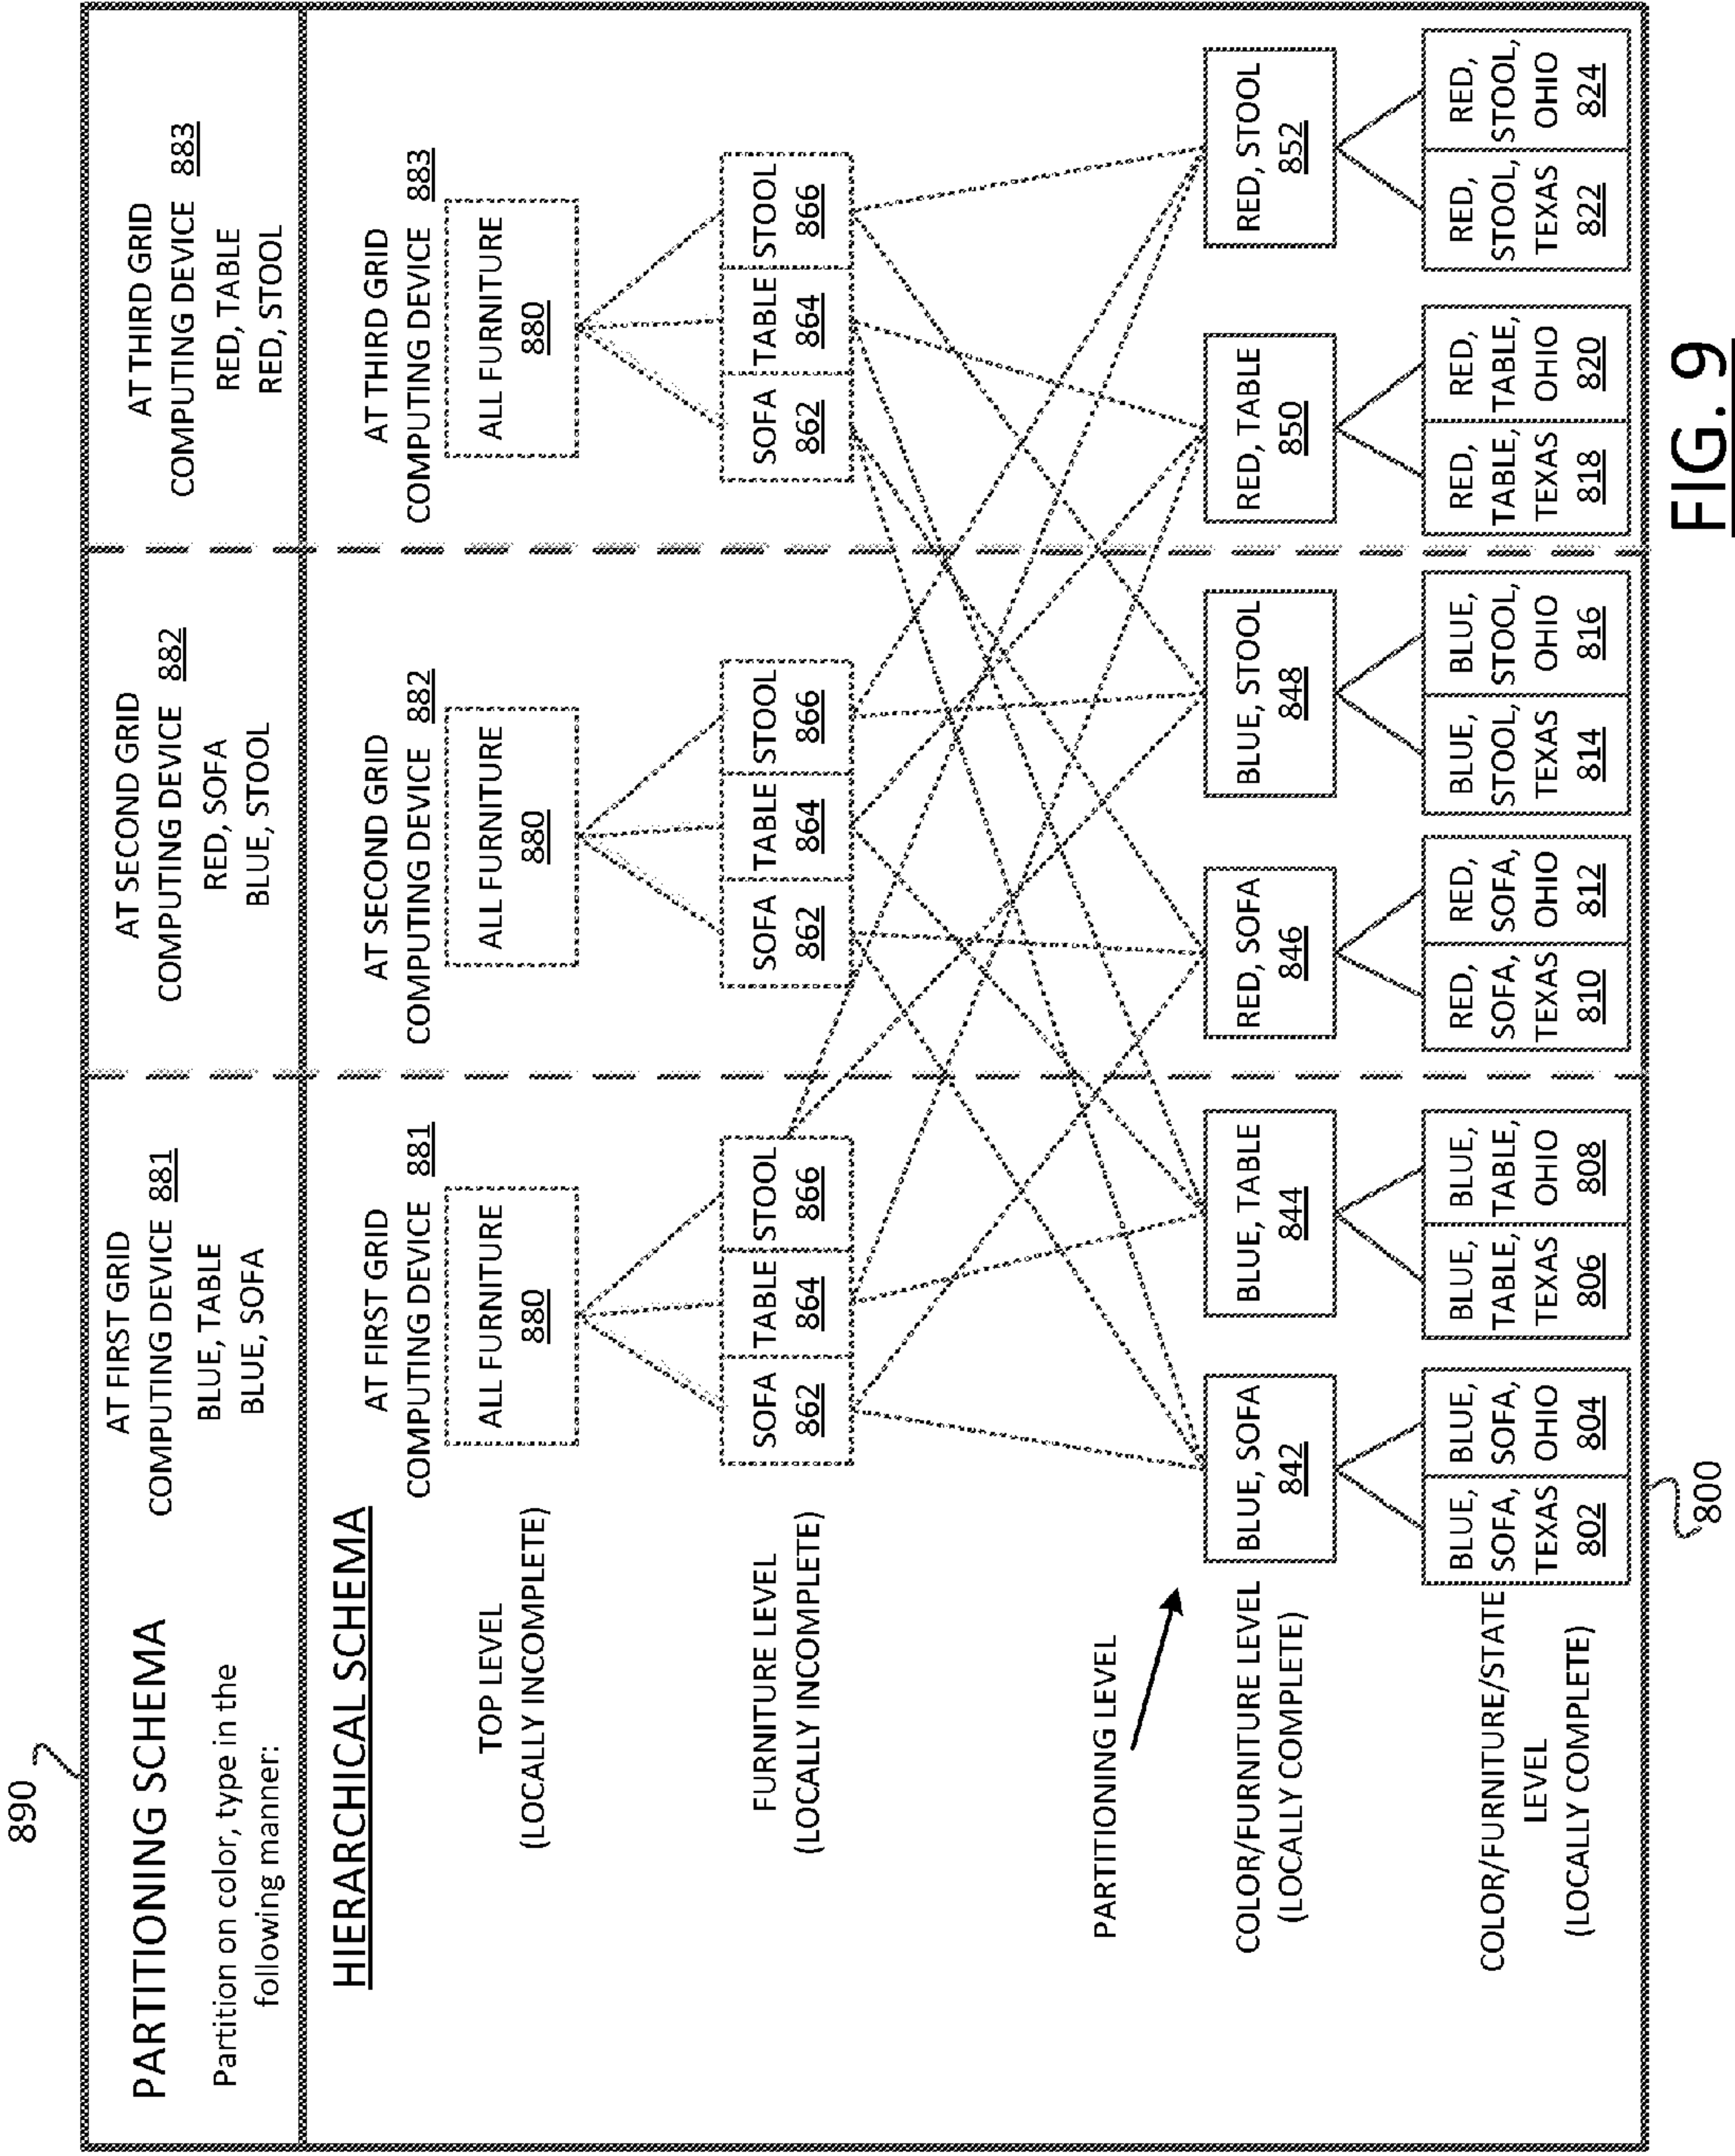 890
PARTITIONING SCHEMA
Partition on color, type in the
following manner:
AT FIRST GRID
COMPUTING DEVICE 881
BLUE, TABLE
BLUE, SOFA
AT SECOND GRID
COMPUTING DEVICE 882
RED, SOFA
BLUE, STOOL
AT THIRD GRID
COMPUTING DEVICE 883
RED, TABLE
RED, STOOL
HIERARCHICAL SCHEMA
AT FIRST GRID
COMPUTING DEVICE 881
AT SECOND GRID
COMPUTING DEVICE 882
AT THIRD GRID
COMPUTING DEVICE 883
TOP LEVEL
(LOCALLY INCOMPLETE)
ALL FURNITURE
880
ALL FURNITURE
880
ALL FURNITURE
880
FURNITURE LEVEL
(LOCALLY INCOMPLETE)
SOFA
862
TABLE
864
STOOL
866
SOFA
862
TABLE
864
STOOL
866
SOFA
862
TABLE
864
STOOL
866
PARTITIONING LEVEL
COLOR/FURNITURE LEVEL
(LOCALLY COMPLETE)
BLUE, SOFA
842
BLUE, TABLE
844
RED, SOFA
846
BLUE, STOOL
848
RED, TABLE
850
RED, STOOL
852
COLOR/FURNITURE/STATE
LEVEL
(LOCALLY COMPLETE)
BLUE,
SOFA,
TEXAS
802
BLUE,
SOFA,
OHIO
804
BLUE,
TABLE,
TEXAS
806
BLUE,
TABLE,
OHIO
808
RED,
SOFA,
TEXAS
810
RED,
SOFA,
OHIO
812
BLUE,
STOOL,
TEXAS
814
BLUE,
STOOL,
OHIO
816
RED,
TABLE,
TEXAS
818
RED,
TABLE,
OHIO
820
RED,
STOOL,
TEXAS
822
RED,
STOOL,
OHIO
824
800
FIG. 9